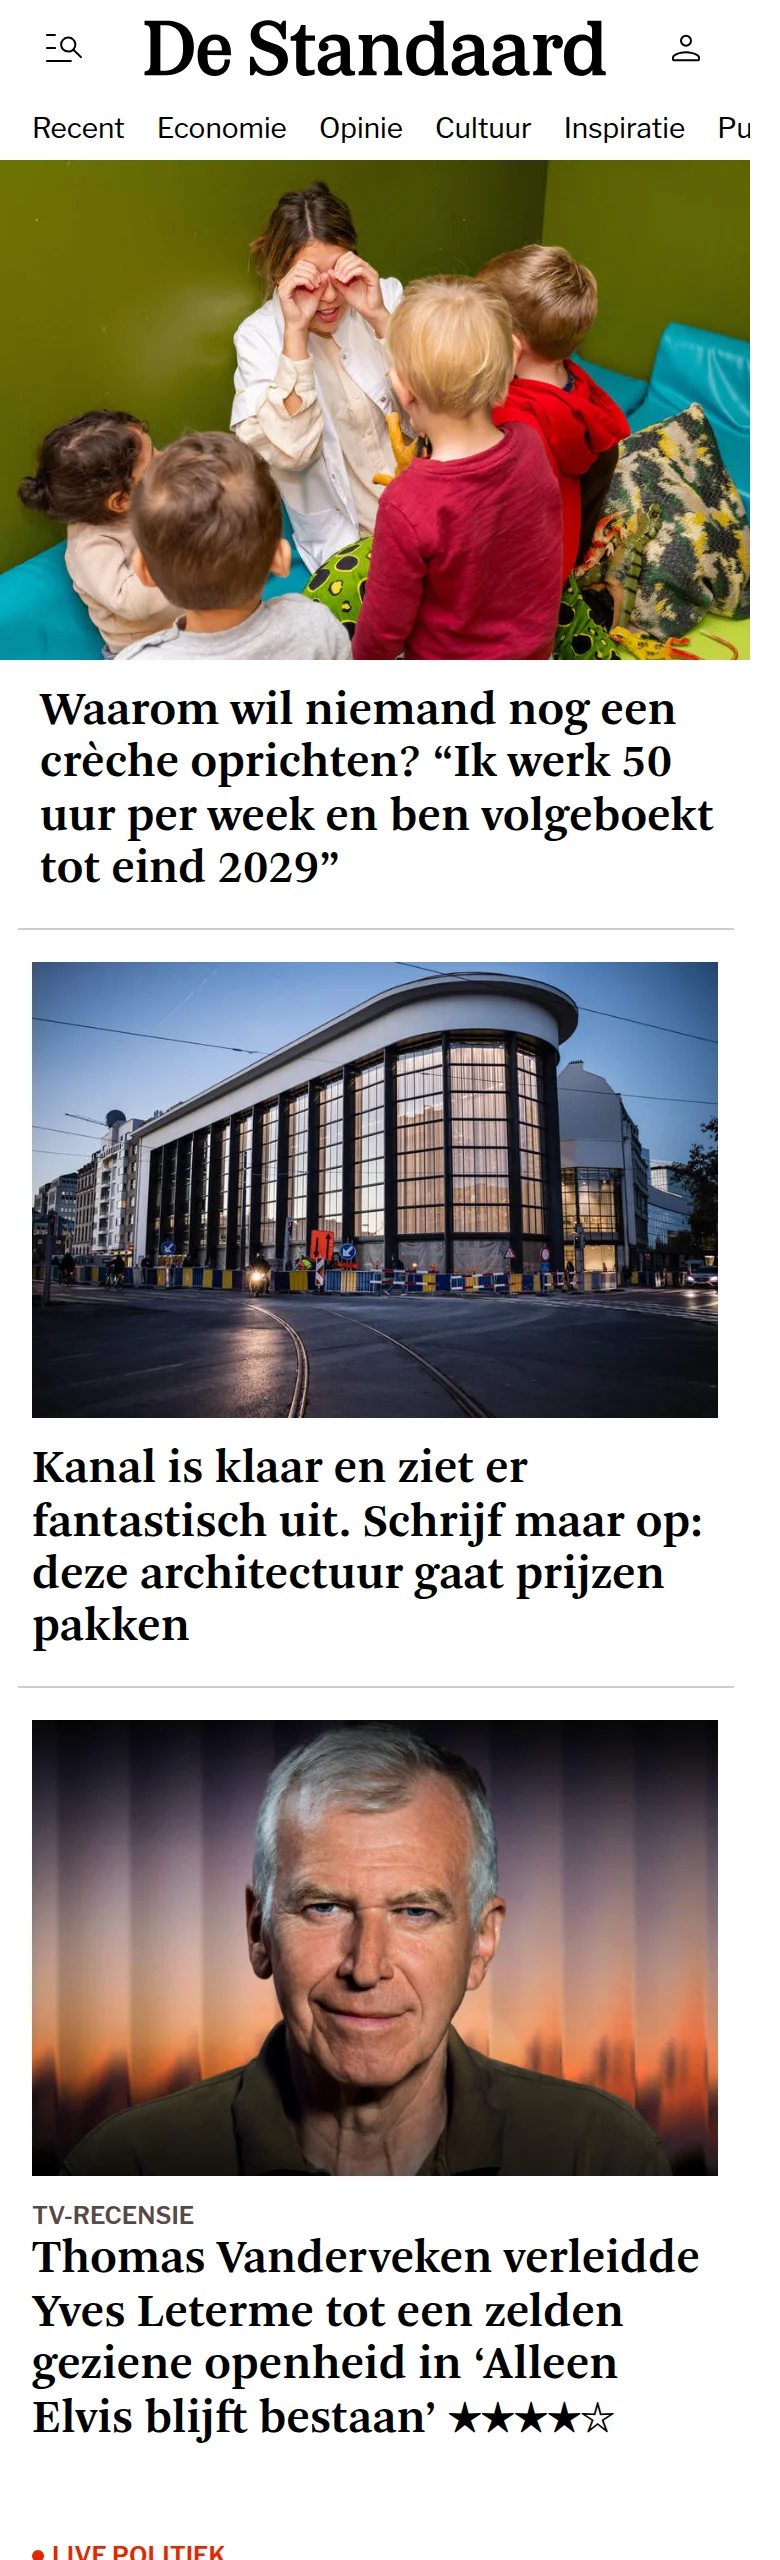 De Standaard
Recent Economie Opinie Cultuur Inspiratie Pu
Waarom wil niemand nog een
crèche oprichten? “Ik werk 50
uur per week en ben volgeboekt
tot eind 2029”
Kanal is klaar en ziet er
fantastisch uit. Schrijf maar op:
deze architectuur gaat prijzen
pakken
TV-RECENSIE
Thomas Vanderveken verleidde
Yves Leterme tot een zelden
geziene openheid in ‘Alleen
Elvis blijft bestaan’ ★★★★☆
LIVE POLITIEK